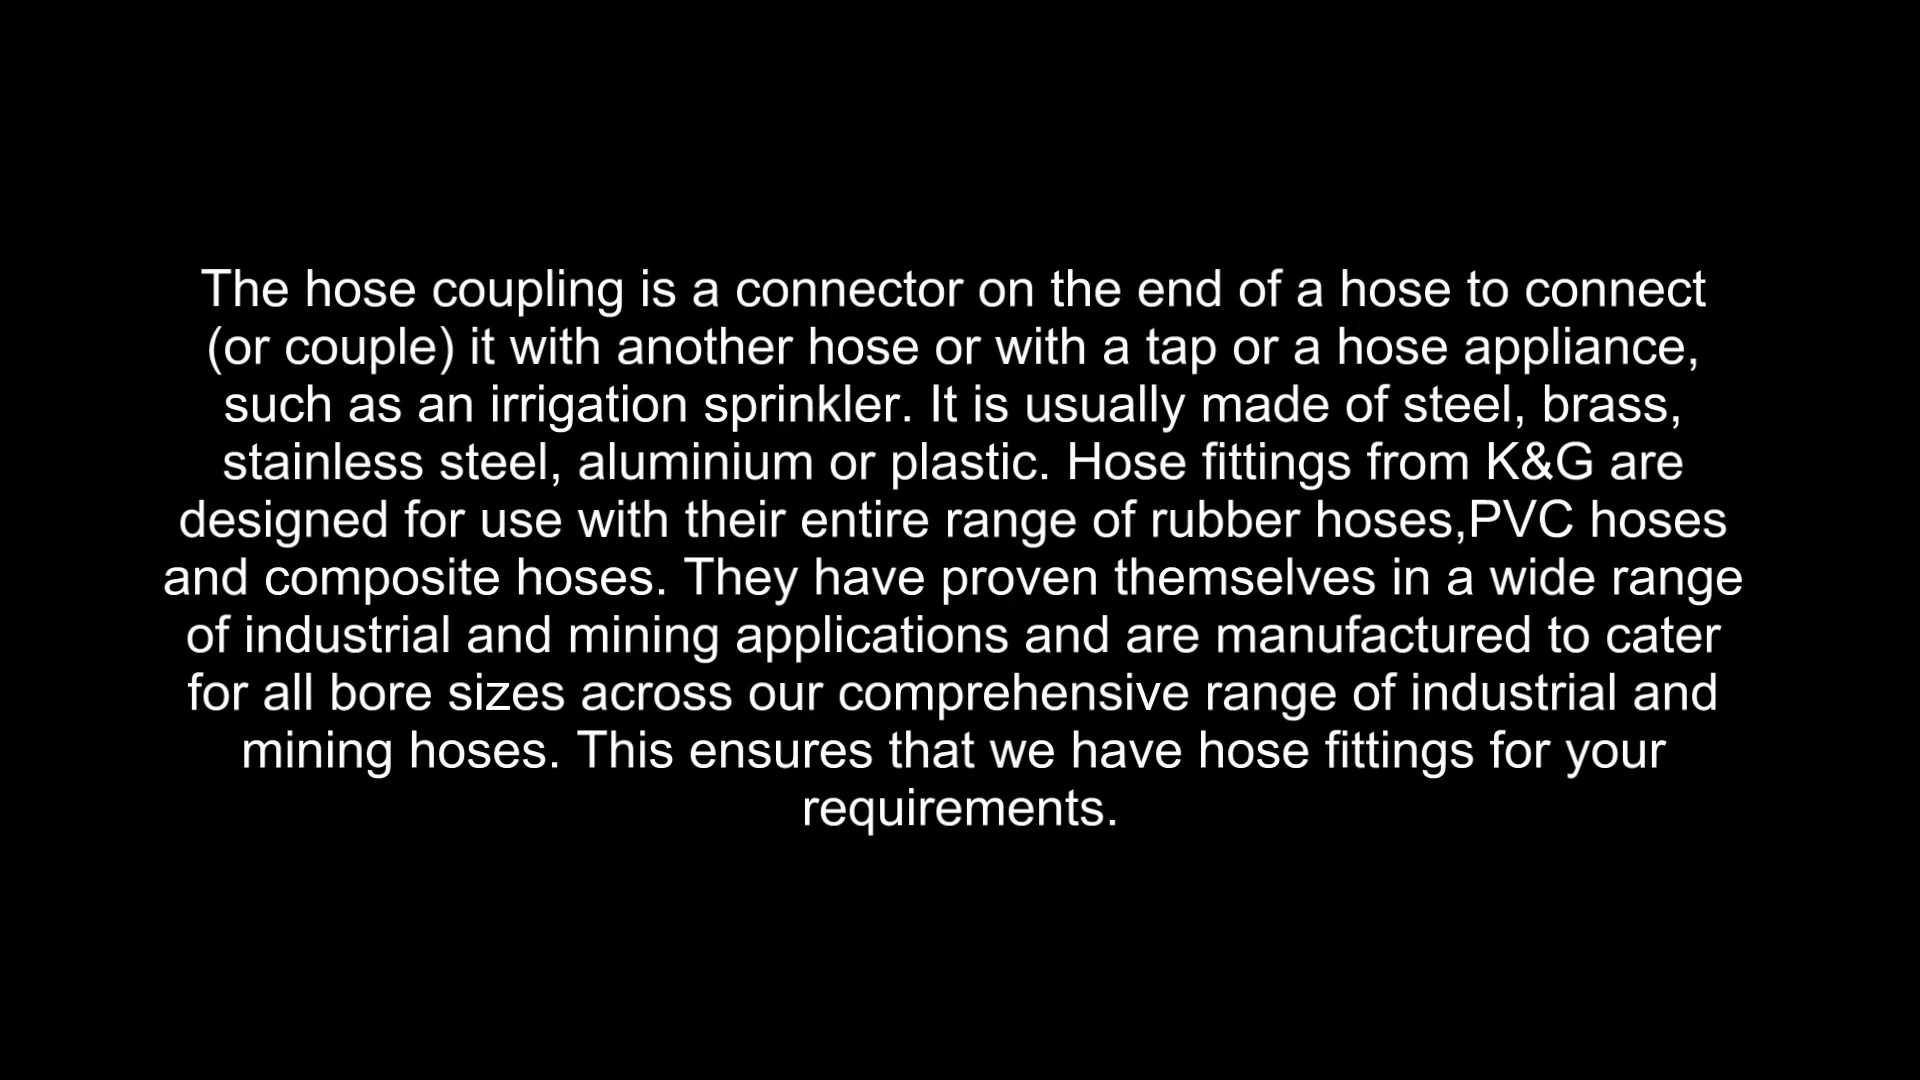 The hose coupling is a connector on the end of a hose to connect
(or couple) it with another hose or with a tap or a hose appliance,
such as an irrigation sprinkler. It is usually made of steel, brass,
stainless steel, aluminium or plastic. Hose fittings from K&G are
designed for use with their entire range of rubber hoses,PVC hoses
and composite hoses. They have proven themselves in a wide range
of industrial and mining applications and are manufactured to cater
for all bore sizes across our comprehensive range of industrial and
mining hoses. This ensures that we have hose fittings for your
requirements.